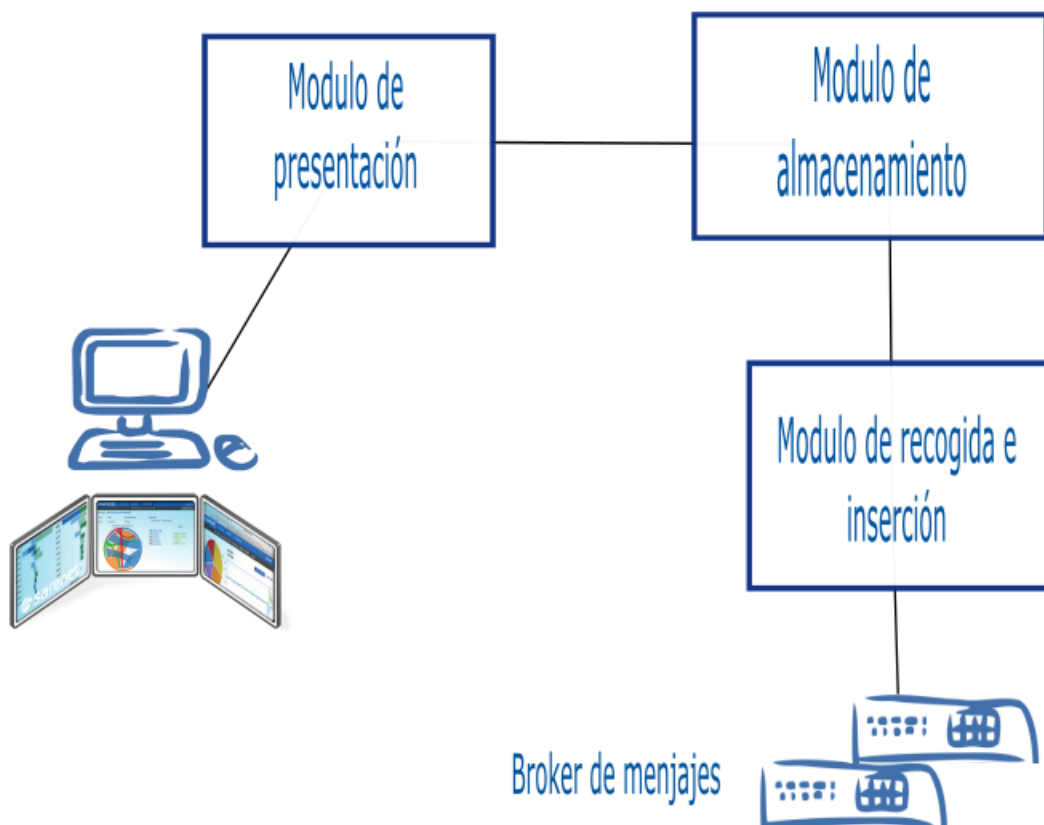 Modulo de
presentación
Modulo de
almacenamiento
Modulo de recogida e
inserción
Broker de menjajes